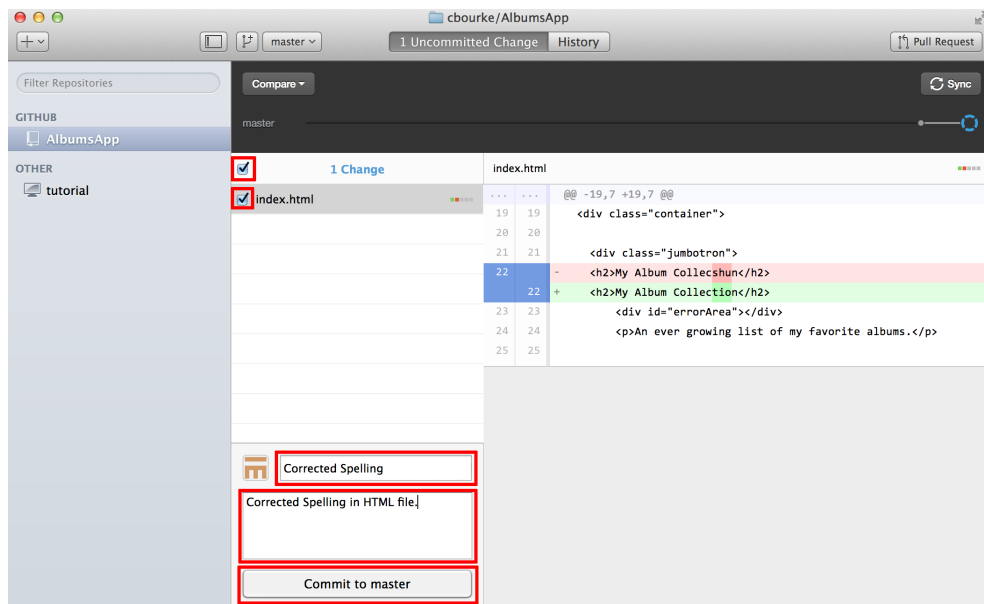 cbourke/AlbumsApp
master
1 Uncommitted Change
History
Pull Request
Filter Repositories
GITHUB
AlbumsApp
OTHER
tutorial
Compare
Sync
master
1 Change
index.html
index.html
... ... @@ -19,7 +19,7 @@
19 19 <div class="container">
20 20
21 21 <div class="jumbotron">
22 - <h2>My Album Collecshun</h2>
22 + <h2>My Album Collection</h2>
23 23 <div id="errorArea"></div>
24 24 <p>An ever growing list of my favorite albums.</p>
25 25
Corrected Spelling
Corrected Spelling in HTML file.
Commit to master